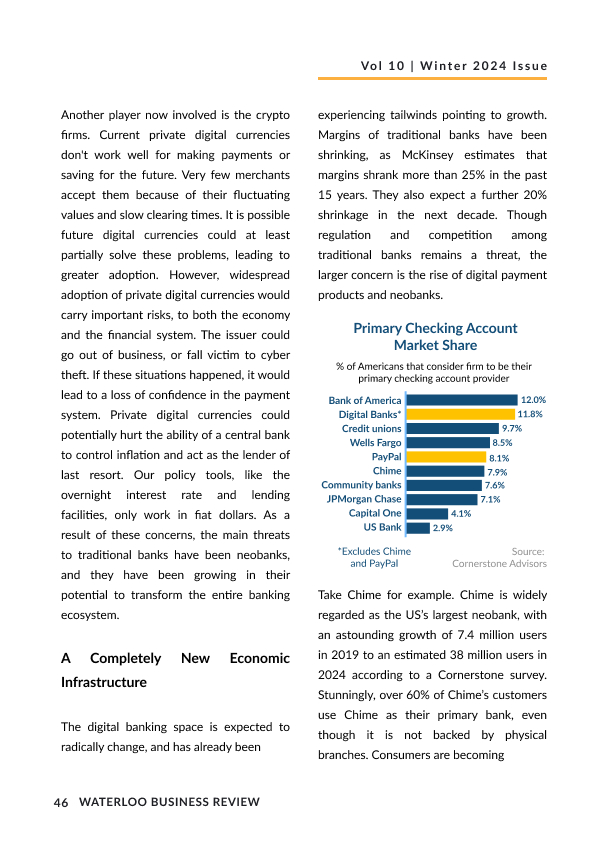 Vol 10 | Winter 2024 Issue
Another player now involved is the crypto
firms. Current private digital currencies
don't work well for making payments or
saving for the future. Very few merchants
accept them because of their fluctuating
values and slow clearing times. It is possible
future digital currencies could at least
partially solve these problems, leading to
greater adoption. However, widespread
adoption of private digital currencies would
carry important risks, to both the economy
and the financial system. The issuer could
go out of business, or fall victim to cyber
theft. If these situations happened, it would
lead to a loss of confidence in the payment
system. Private digital currencies could
potentially hurt the ability of a central bank
to control inflation and act as the lender of
last resort. Our policy tools, like the
overnight interest rate and lending
facilities, only work in fiat dollars. As a
result of these concerns, the main threats
to traditional banks have been neobanks,
and they have been growing in their
potential to transform the entire banking
ecosystem.
A Completely New Economic
Infrastructure
The digital banking space is expected to
radically change, and has already been
experiencing tailwinds pointing to growth.
Margins of traditional banks have been
shrinking, as McKinsey estimates that
margins shrank more than 25% in the past
15 years. They also expect a further 20%
shrinkage in the next decade. Though
regulation and competition among
traditional banks remains a threat, the
larger concern is the rise of digital payment
products and neobanks.
Primary Checking Account
Market Share
% of Americans that consider firm to be their
primary checking account provider
Bank of America 12.0%
Digital Banks* 11.8%
Credit unions 9.7%
Wells Fargo 8.5%
PayPal 8.1%
Chime 7.9%
Community banks 7.6%
JPMorgan Chase 7.1%
Capital One 4.1%
US Bank 2.9%
*Excludes Chime
and PayPal
Source:
Cornerstone Advisors
Take Chime for example. Chime is widely
regarded as the US's largest neobank, with
an astounding growth of 7.4 million users
in 2019 to an estimated 38 million users in
2024 according to a Cornerstone survey.
Stunningly, over 60% of Chime's customers
use Chime as their primary bank, even
though it is not backed by physical
branches. Consumers are becoming
46 WATERLOO BUSINESS REVIEW